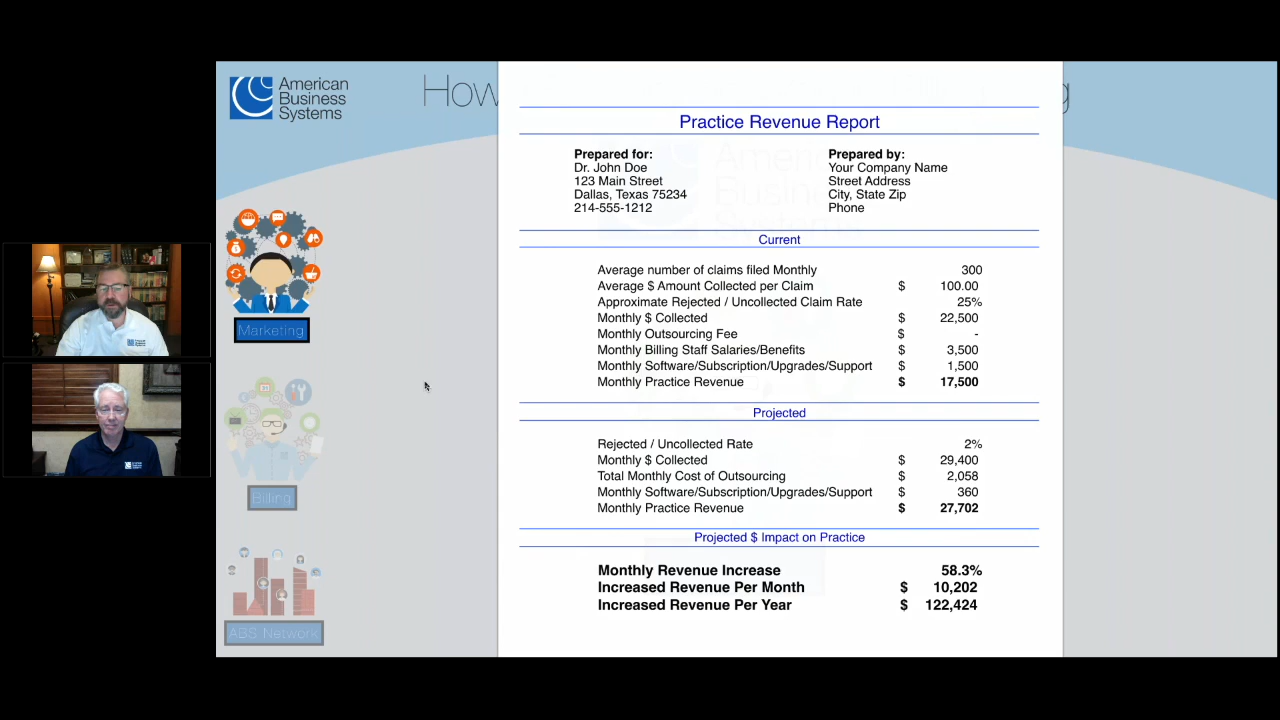 American
Business
Systems
How
g
Practice Revenue Report
Prepared for:
Dr. John Doe
123 Main Street
Dallas, Texas 75234
214-555-1212
Prepared by:
Your Company Name
Street Address
City, State Zip
Phone
Current
Average number of claims filed Monthly 300
Average $ Amount Collected per Claim $ 100.00
Approximate Rejected / Uncollected Claim Rate 25%
Monthly $ Collected $ 22,500
Monthly Outsourcing Fee $ -
Monthly Billing Staff Salaries/Benefits $ 3,500
Monthly Software/Subscription/Upgrades/Support $ 1,500
Monthly Practice Revenue $ 17,500
Projected
Rejected / Uncollected Rate 2%
Monthly $ Collected $ 29,400
Total Monthly Cost of Outsourcing $ 2,058
Monthly Software/Subscription/Upgrades/Support $ 360
Monthly Practice Revenue $ 27,702
Projected $ Impact on Practice
Monthly Revenue Increase 58.3%
Increased Revenue Per Month $ 10,202
Increased Revenue Per Year $ 122,424
Marketing
Billing
ABS Network